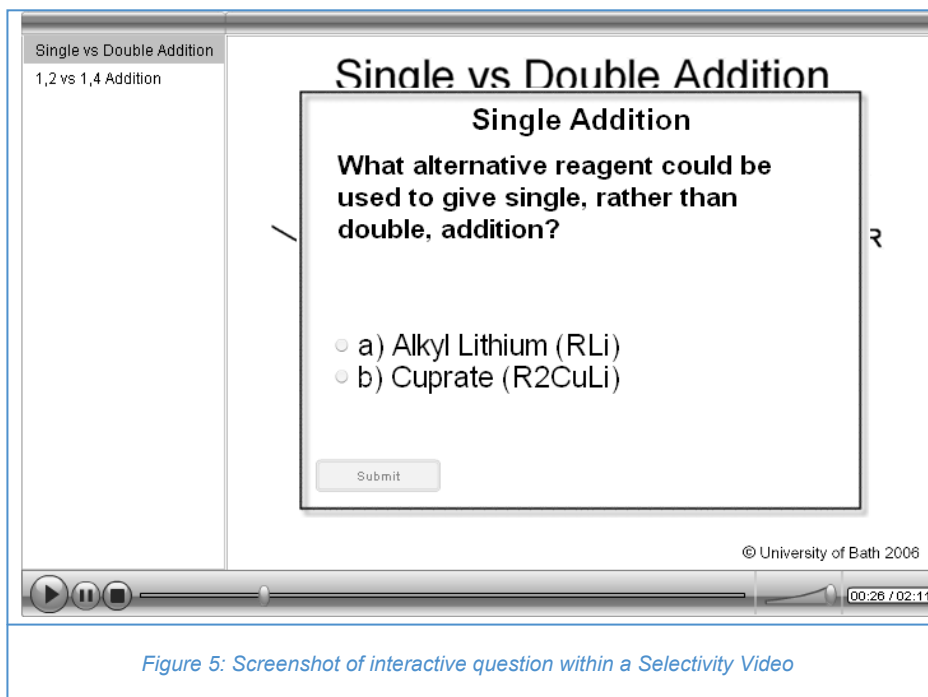 Single vs Double Addition
1,2 vs 1,4 Addition
Single vs Double Addition
Single Addition
What alternative reagent could be
used to give single, rather than
double, addition?
R
a) Alkyl Lithium (RLi)
b) Cuprate (R2CuLi)
Submit
© University of Bath 2006
00:26 / 02:11
Figure 5: Screenshot of interactive question within a Selectivity Video